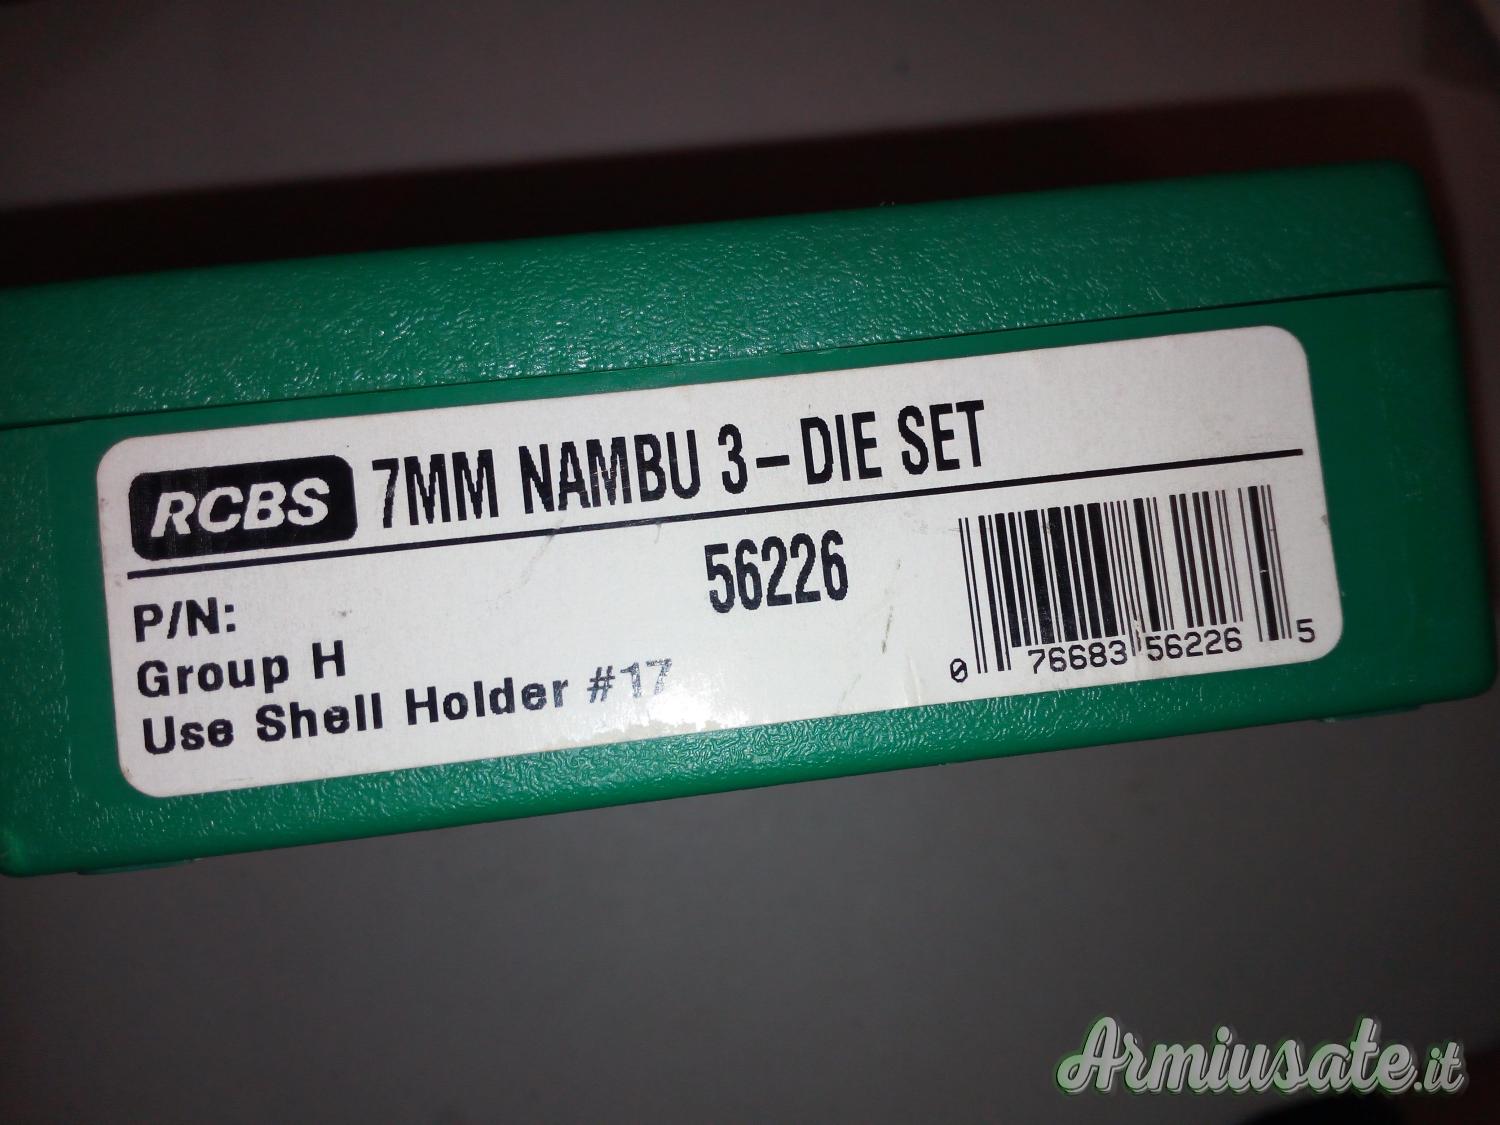 RCBS 7MM NAMBU 3-DIE SET
P/N: 56226
Group H
Use Shell Holder #17
0 76683 56226 5
Armiusate.it